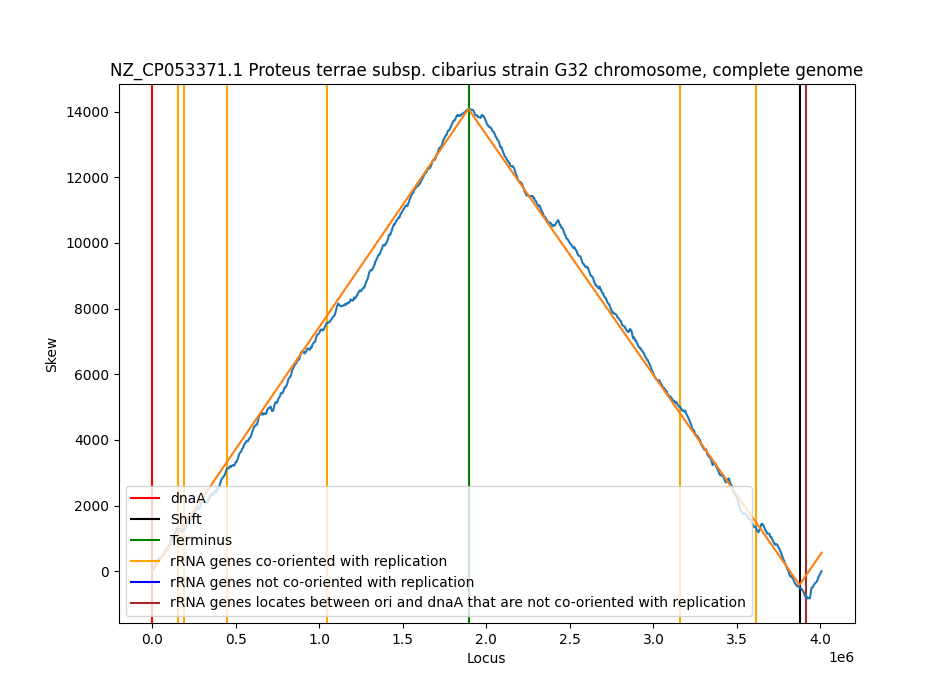 NZ_CP053371.1 Proteus terrae subsp. cibarius strain G32 chromosome, complete genome
Skew
14000
12000
10000
8000
6000
4000
2000
0
dnaA
Shift
Terminus
rRNA genes co-oriented with replication
rRNA genes not co-oriented with replication
rRNA genes locates between ori and dnaA that are not co-oriented with replication
0.0 0.5 1.0 1.5 2.0 2.5 3.0 3.5 4.0
Locus
1e6